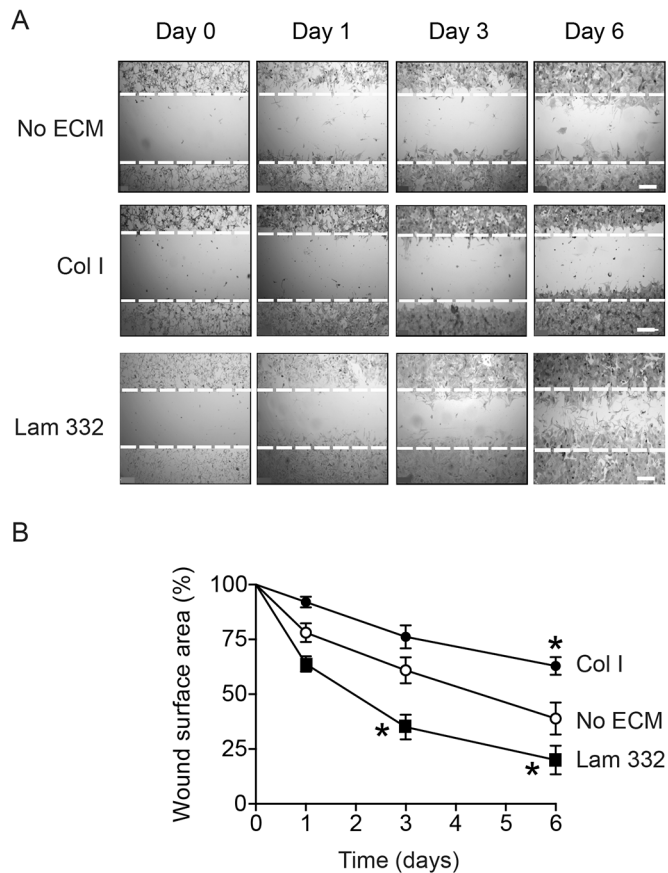 A
Day 0 Day 1 Day 3 Day 6
No ECM
Col I
Lam 332
B
Wound surface area (%)
100
75
50
25
0
*
Col I
No ECM
*
*
Lam 332
0 1 2 3 4 5 6
Time (days)